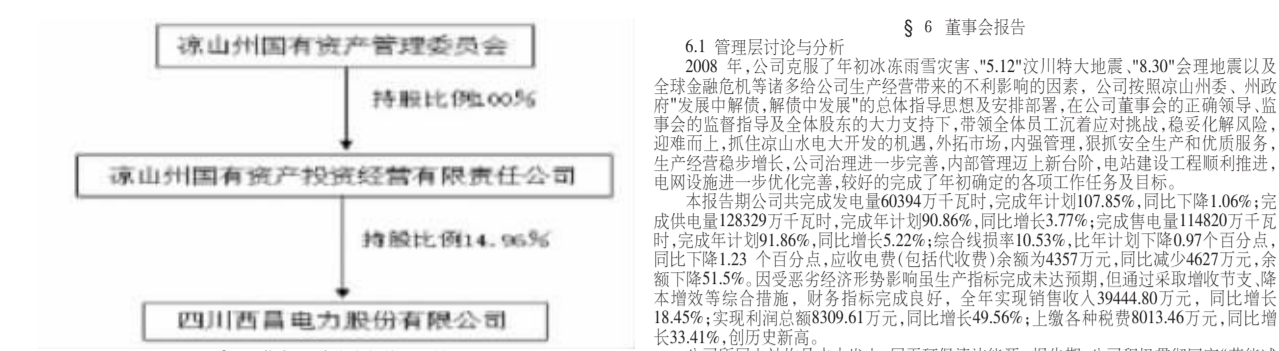 凉山州国有资产管理委员会
持股比例100%
凉山州国有资产投资经营有限责任公司
持股比例14.96%
四川西昌电力股份有限公司
§ 6 董事会报告
6.1 管理层讨论与分析
2008 年,公司克服了年初冰冻雨雪灾害、"5.12"汶川特大地震、"8.30"会理地震以及
全球金融危机等诸多给公司生产经营带来的不利影响的因素，公司按照凉山州委、州政
府"发展中解债,解债中发展"的总体指导思想及安排部署,在公司董事会的正确领导、监
事会的监督指导及全体股东的大力支持下,带领全体员工沉着应对挑战,稳妥化解风险,
迎难而上,抓住凉山水电大开发的机遇,外拓市场,内强管理,狠抓安全生产和优质服务,
生产经营稳步增长,公司治理进一步完善,内部管理迈上新台阶,电站建设工程顺利推进,
电网设施进一步优化完善,较好的完成了年初确定的各项工作任务及目标。
本报告期公司共完成发电量60394万千瓦时,完成年计划107.85%,同比下降1.06%;完
成供电量128329万千瓦时,完成年计划90.86%,同比增长3.77%;完成售电量114820万千瓦
时,完成年计划91.86%,同比增长5.22%;综合线损率10.53%,比年计划下降0.97个百分点,
同比下降1.23 个百分点,应收电费(包括代收费)余额为4357万元,同比减少4627万元,余
额下降51.5%。因受恶劣经济形势影响虽生产指标完成未达预期,但通过采取增收节支、降
本增效等综合措施，财务指标完成良好，全年实现销售收入39444.80万元，同比增长
18.45%;实现利润总额8309.61万元,同比增长49.56%;上缴各种税费8013.46万元,同比增
长33.41%,创历史新高。